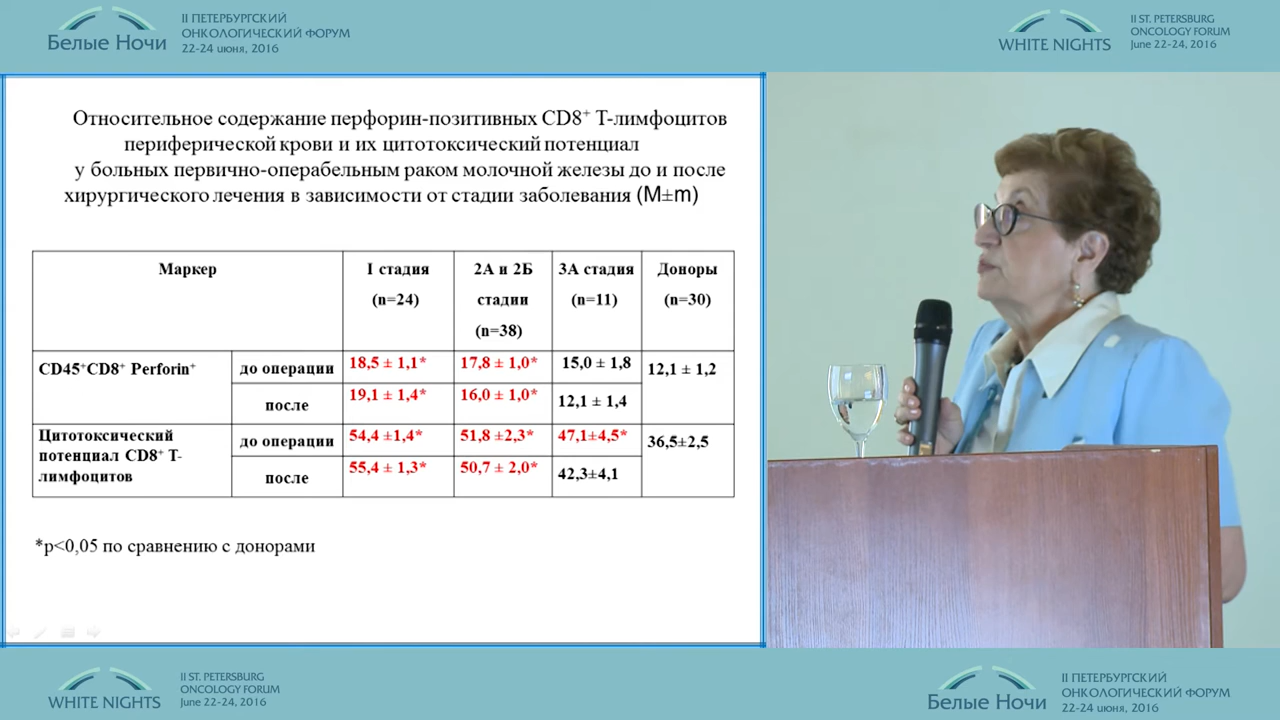 Белые Ночи
II ПЕТЕРБУРГСКИЙ
ОНКОЛОГИЧЕСКИЙ ФОРУМ
22-24 июня, 2016
WHITE NIGHTS
II ST. PETERSBURG
ONCOLOGY FORUM
June 22-24, 2016
Относительное содержание перфорин-позитивных CD8⁺ Т-лимфоцитов
периферической крови и их цитотоксический потенциал
у больных первично-операбельным раком молочной железы до и после
хирургического лечения в зависимости от стадии заболевания (M±m)
Маркер
I стадия
(n=24)
2А и 2Б
стадии
(n=38)
3А стадия
(n=11)
Доноры
(n=30)
CD45⁺CD8⁺ Perforin⁺
до операции
18,5 ± 1,1*
17,8 ± 1,0*
15,0 ± 1,8
12,1 ± 1,2
после
19,1 ± 1,4*
16,0 ± 1,0*
12,1 ± 1,4
Цитотоксический
потенциал CD8⁺ Т-
лимфоцитов
до операции
54,4 ±1,4*
51,8 ±2,3*
47,1±4,5*
36,5±2,5
после
55,4 ± 1,3*
50,7 ± 2,0*
42,3±4,1
*p<0,05 по сравнению с донорами
WHITE NIGHTS
II ST. PETERSBURG
ONCOLOGY FORUM
June 22-24, 2016
Белые Ночи
II ПЕТЕРБУРГСКИЙ
ОНКОЛОГИЧЕСКИЙ ФОРУМ
22-24 июня, 2016